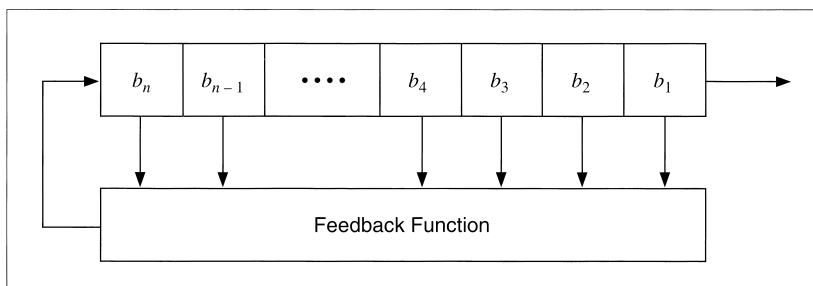 bₙ bₙ₋₁ •••• b₄ b₃ b₂ b₁
Feedback Function